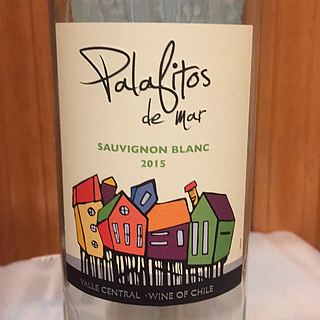 Palafitos
de mar
SAUVIGNON BLANC
2015
VALLE CENTRAL · WINE OF CHILE